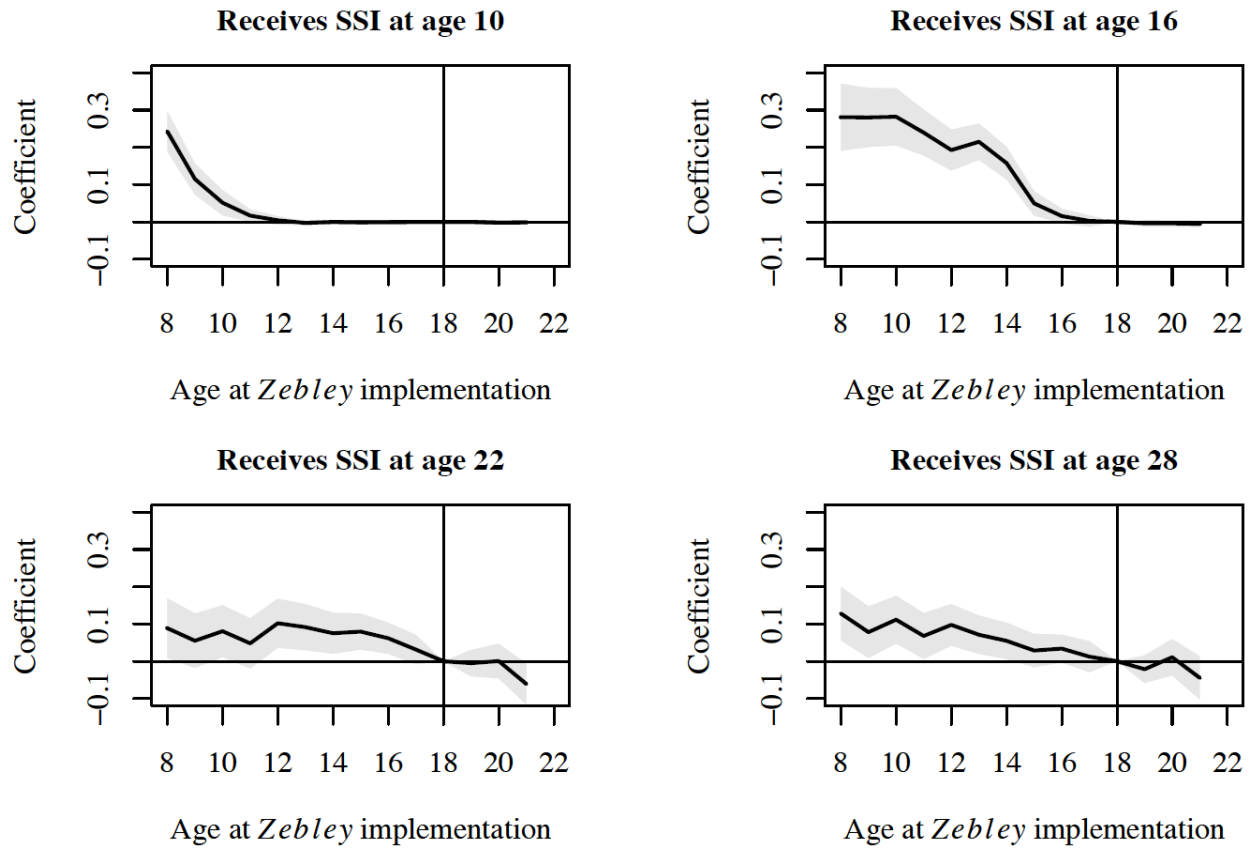 Receives SSI at age 10
Coefficient
0.3
0.1
−0.1
8 10 12 14 16 18 20 22
Age at Zebley implementation
Receives SSI at age 16
Coefficient
0.3
0.1
−0.1
8 10 12 14 16 18 20 22
Age at Zebley implementation
Receives SSI at age 22
Coefficient
0.3
0.1
−0.1
8 10 12 14 16 18 20 22
Age at Zebley implementation
Receives SSI at age 28
Coefficient
0.3
0.1
−0.1
8 10 12 14 16 18 20 22
Age at Zebley implementation